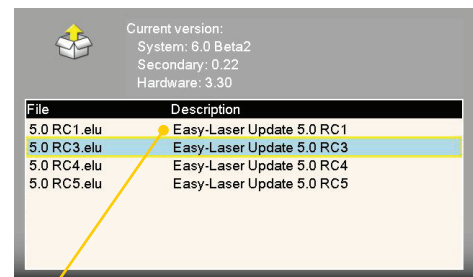 Current version:
System: 6.0 Beta2
Secondary: 0.22
Hardware: 3.30
File Description
5.0 RC1.elu Easy-Laser Update 5.0 RC1
5.0 RC3.elu Easy-Laser Update 5.0 RC3
5.0 RC4.elu Easy-Laser Update 5.0 RC4
5.0 RC5.elu Easy-Laser Update 5.0 RC5